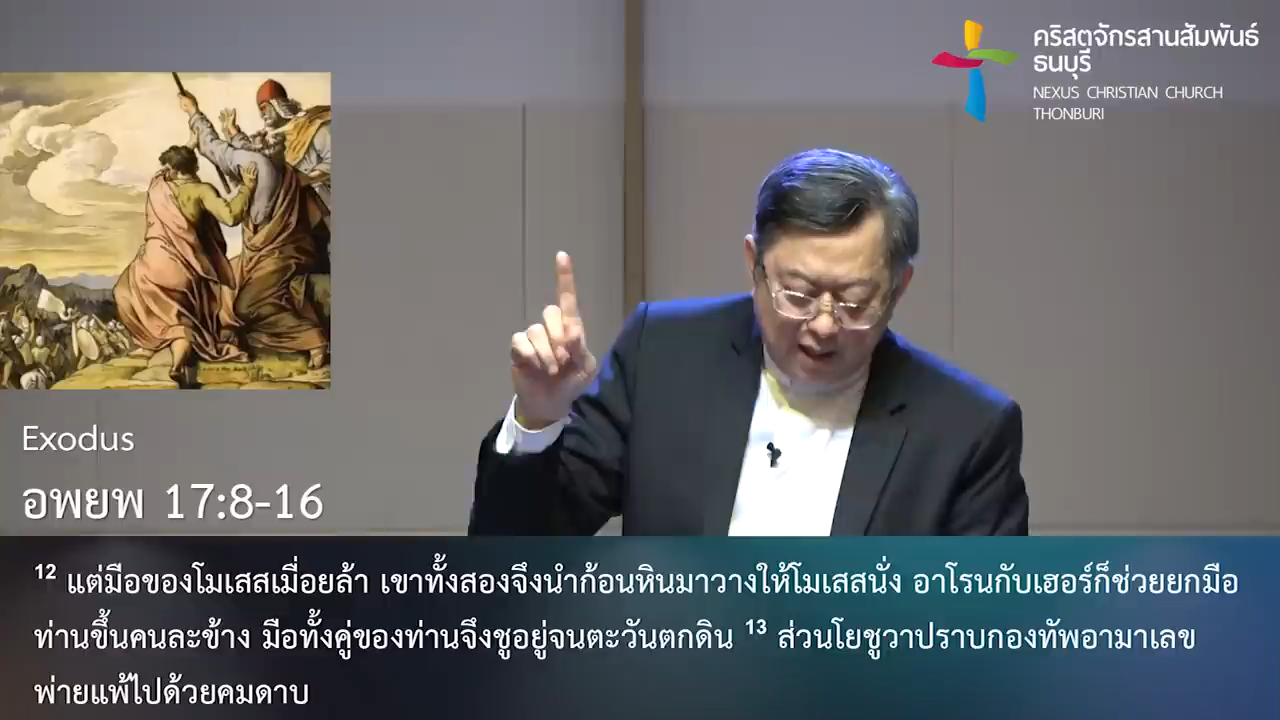 คริสตจักรสานสัมพันธ์
ธนบุรี
NEXUS CHRISTIAN CHURCH
THONBURI
Exodus
อพยพ 17:8-16
12 แต่มือของโมเสสเมื่อยล้า เขาทั้งสองจึงนำก้อนหินมาวางให้โมเสสนั่ง อาโรนกับเฮอร์ก็ช่วยยกมือ
ท่านขึ้นคนละข้าง มือทั้งคู่ของท่านจึงชูอยู่จนตะวันตกดิน 13 ส่วนโยชูวาปราบกองทัพอามาเลข
พ่ายแพ้ไปด้วยคมดาบ